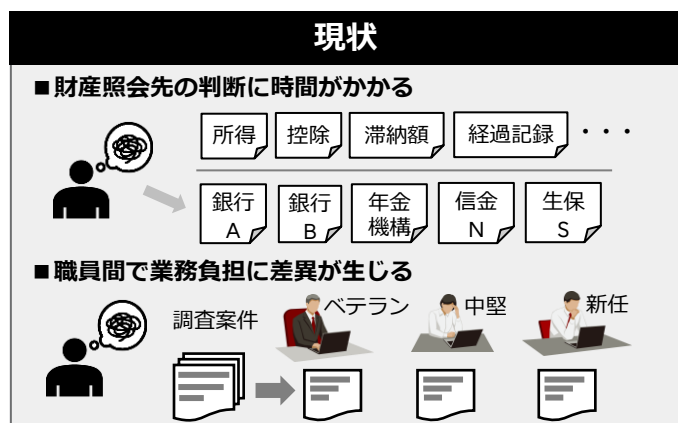 現状
■財産照会先の判断に時間がかかる
所得 控除 滞納額 経過記録 ・・・
銀行 銀行 年金 信金 生保
A B 機構 N S
■職員間で業務負担に差異が生じる
調査案件 ベテラン 中堅 新任